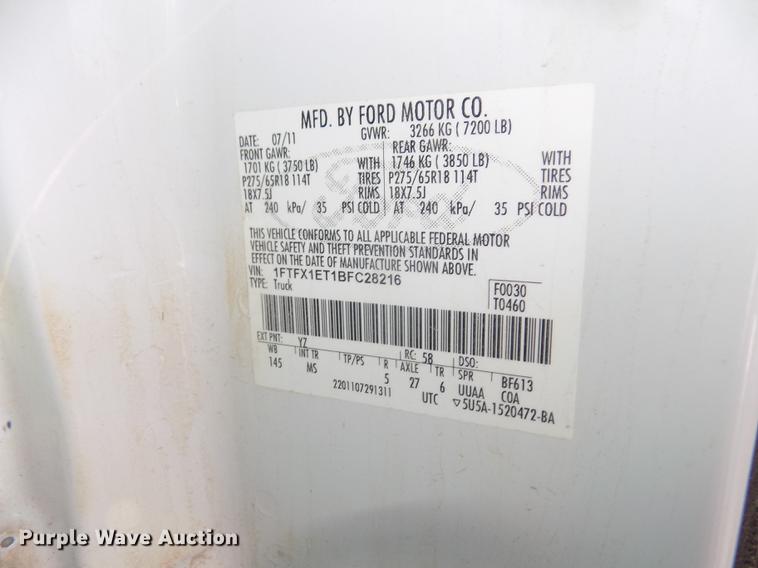 MFD. BY FORD MOTOR CO.
DATE: 07/11 GVWR: 3266 KG ( 7200 LB)
FRONT GAWR: REAR GAWR:
1701 KG ( 3750 LB) WITH 1746 KG ( 3850 LB) WITH
P275/65R18 114T TIRES P275/65R18 114T TIRES
18X7.5J RIMS 18X7.5J RIMS
AT 240 kPa/ 35 PSI COLD AT 240 kPa/ 35 PSI COLD
THIS VEHICLE CONFORMS TO ALL APPLICABLE FEDERAL MOTOR
VEHICLE SAFETY AND THEFT PREVENTION STANDARDS IN
EFFECT ON THE DATE OF MANUFACTURE SHOWN ABOVE.
VIN: 1FTFX1ET1BFC28216 F0030
TYPE: Truck T0460
EXT PNT: YZ RC: 58 DSO:
WB INT TR TP/PS R AXLE TR SPR BF613
145 MS 5 27 6 UUAA COA
2201107291311 UTC ▽5U5A-1520472-BA
Purple Wave Auction